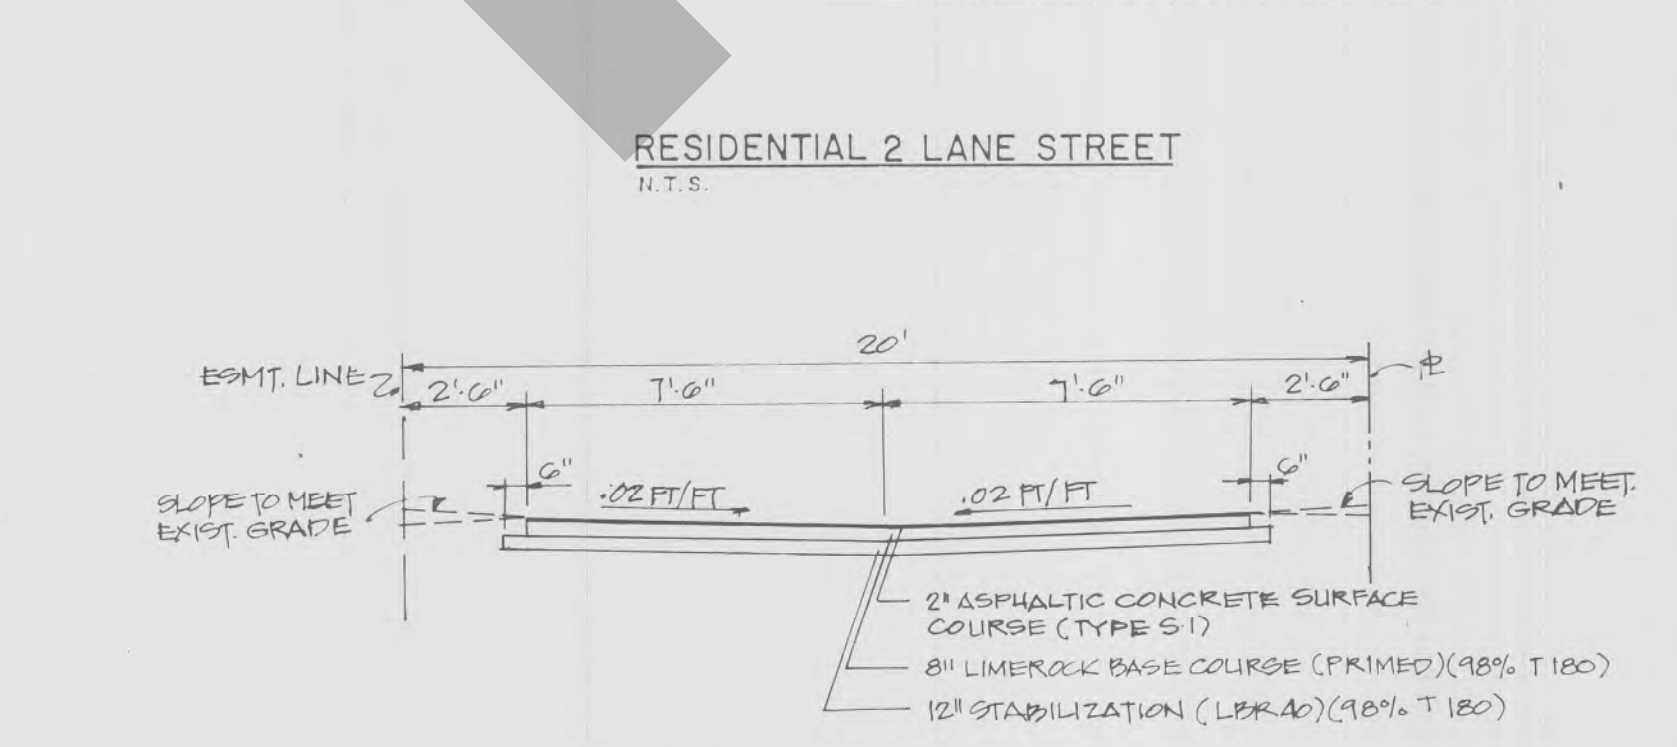 RESIDENTIAL 2 LANE STREET
N.T.S.
20'
ESMT. LINE
2'-6"
7'-6"
7'-6"
2'-6"
PL
6"
.02 FT/FT
.02 FT/FT
6"
SLOPE TO MEET
EXIST. GRADE
SLOPE TO MEET.
EXIST. GRADE
2" ASPHALTIC CONCRETE SURFACE
COURSE (TYPE S-1)
8" LIMEROCK BASE COURSE (PRIMED)(98% T 180)
12" STABILIZATION (LBR 40)(98% T 180)